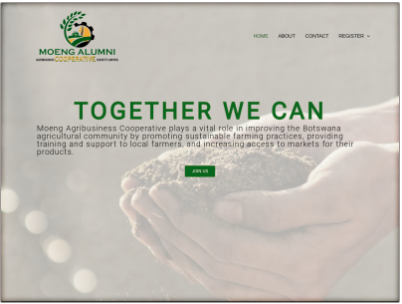 MOENG ALUMNI
AGRIBUSINESS COOPERATIVE SOCIETY LIMITED
HOME ABOUT CONTACT REGISTER
TOGETHER WE CAN
Moeng Agribusiness Cooperative plays a vital role in improving the Botswana
agricultural community by promoting sustainable farming practices, providing
training and support to local farmers, and increasing access to markets for their
products.
JOIN US